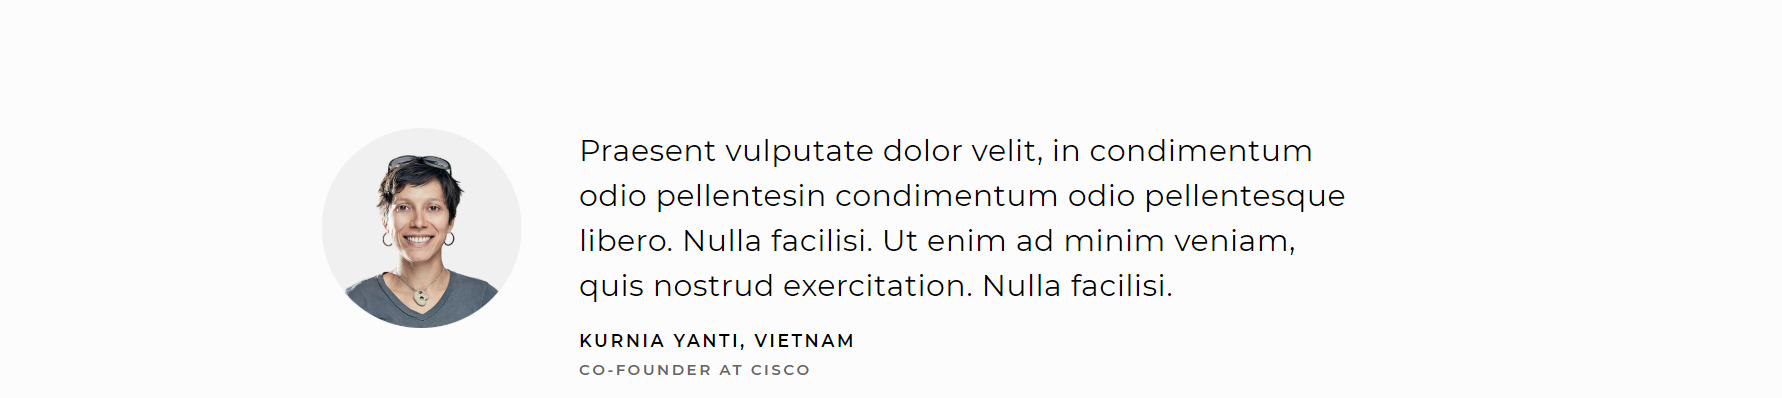 Praesent vulputate dolor velit, in condimentum
odio pellentesin condimentum odio pellentesque
libero. Nulla facilisi. Ut enim ad minim veniam,
quis nostrud exercitation. Nulla facilisi.
KURNIA YANTI, VIETNAM
CO-FOUNDER AT CISCO